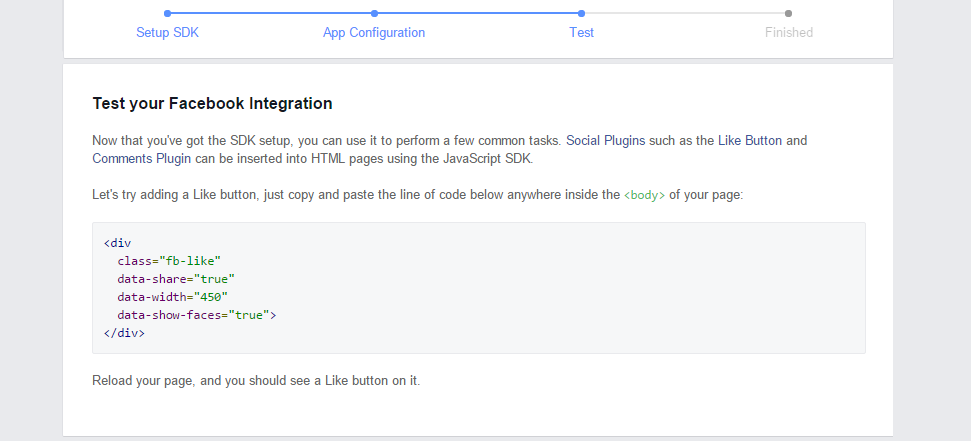 Setup SDK App Configuration Test Finished
Test your Facebook Integration
Now that you've got the SDK setup, you can use it to perform a few common tasks. Social Plugins such as the Like Button and
Comments Plugin can be inserted into HTML pages using the JavaScript SDK.
Let's try adding a Like button, just copy and paste the line of code below anywhere inside the <body> of your page:
<div
  class="fb-like"
  data-share="true"
  data-width="450"
  data-show-faces="true">
</div>
Reload your page, and you should see a Like button on it.